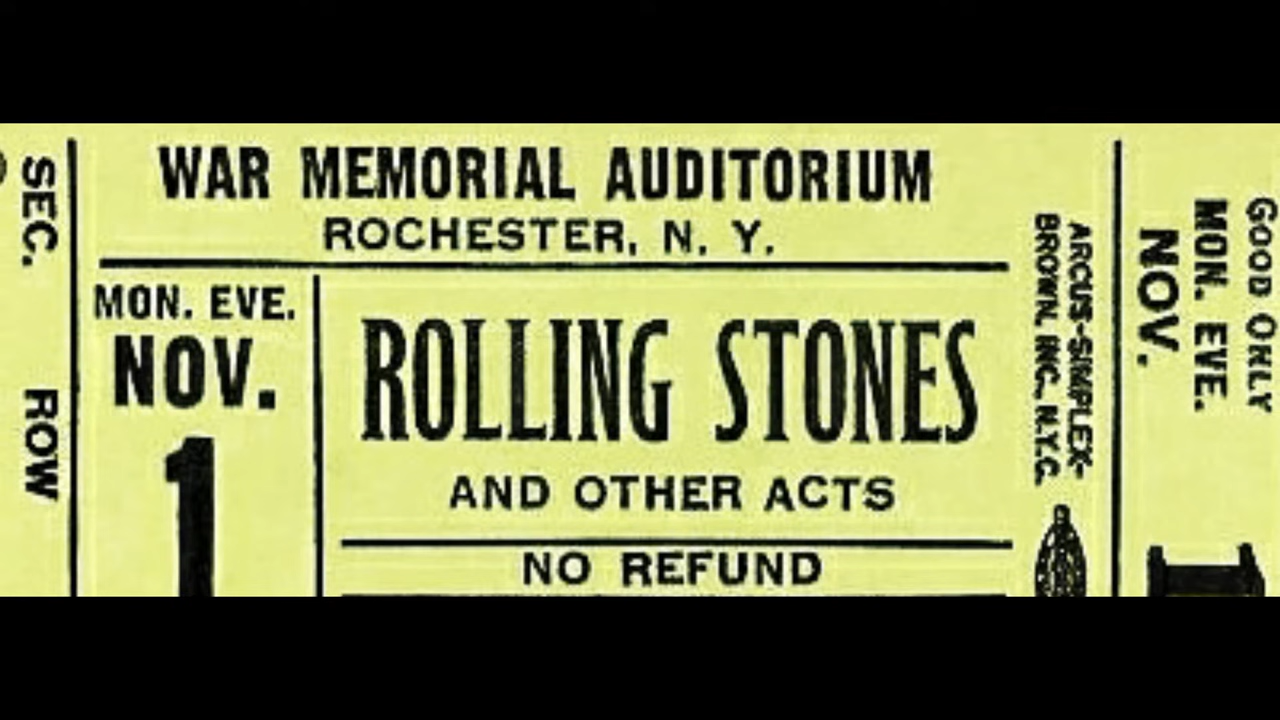 SEC. ROW
WAR MEMORIAL AUDITORIUM
ROCHESTER, N. Y.
MON. EVE.
NOV.
1
ROLLING STONES
AND OTHER ACTS
NO REFUND
ARCUS-SIMPLEX-
BROWN, INC., N.Y.C.
GOOD ONLY
MON. EVE.
NOV.
1